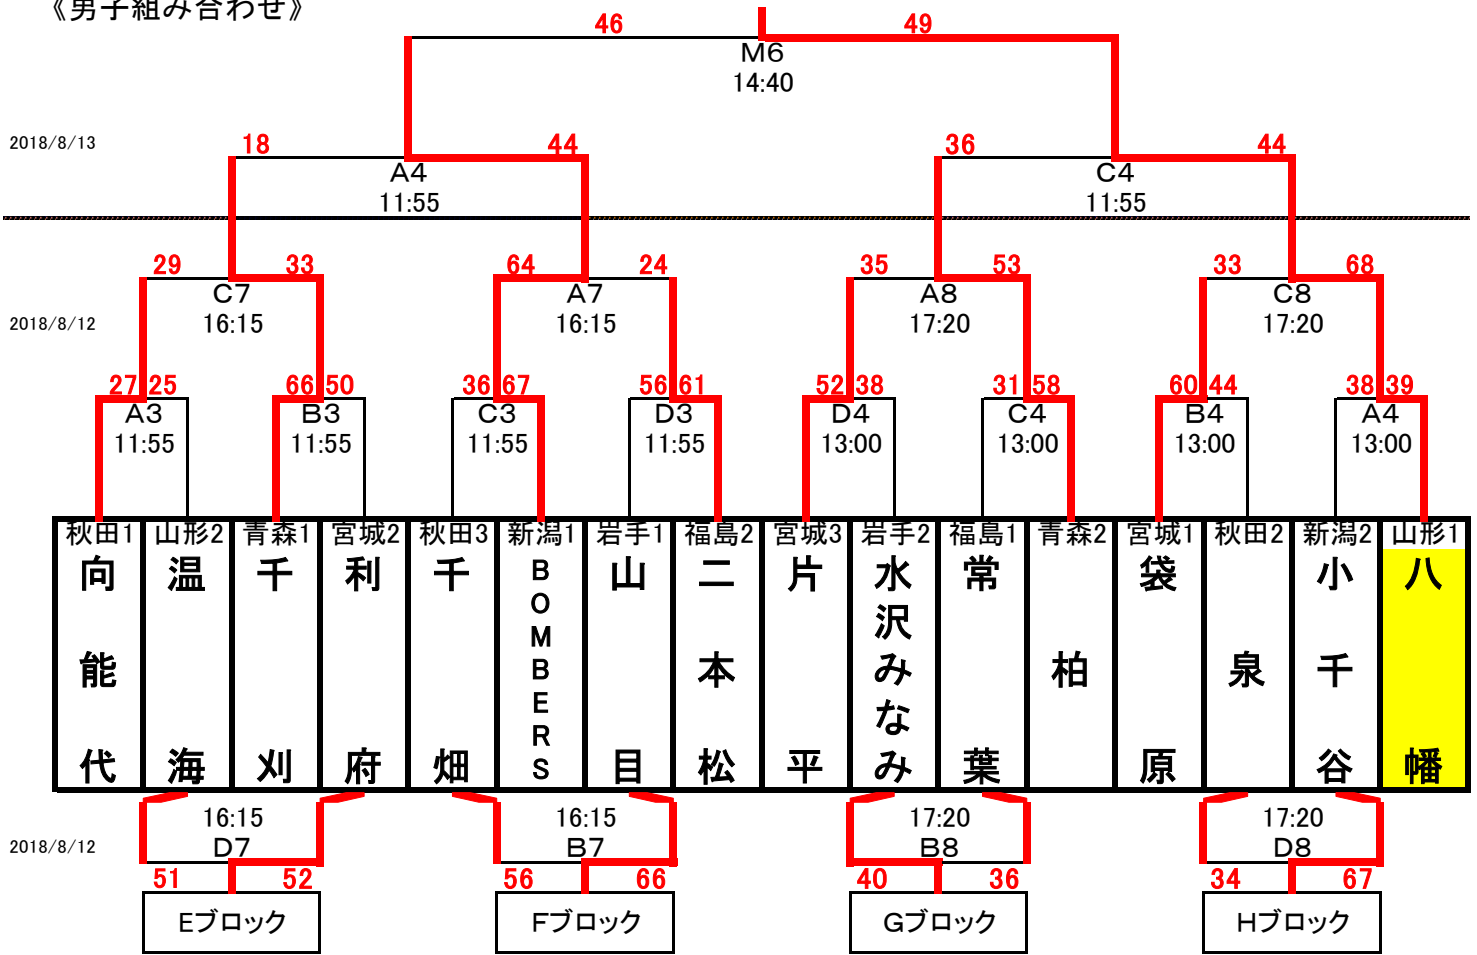 《男子組み合わせ》
46 49
M6
14:40
2018/8/13
18 44 36 44
A4 C4
11:55 11:55
29 33 64 24 35 53 33 68
C7 A7 A8 C8
2018/8/12
16:15 16:15 17:20 17:20
27 25 66 50 36 67 56 61 52 38 31 58 60 44 38 39
A3 B3 C3 D3 D4 C4 B4 A4
11:55 11:55 11:55 11:55 13:00 13:00 13:00 13:00
秋田1 山形2 青森1 宮城2 秋田3 新潟1 岩手1 福島2 宮城3 岩手2 福島1 青森2 宮城1 秋田2 新潟2 山形1
向能代
温海
千刈
利府
千畑
BOMBERS
山目
二本松
片平
水沢みなみ
常葉
柏
袋原
泉
小千谷
八幡
16:15 16:15 17:20 17:20
2018/8/12
D7 B7 B8 D8
51 52 56 66 40 36 34 67
Eブロック Fブロック Gブロック Hブロック